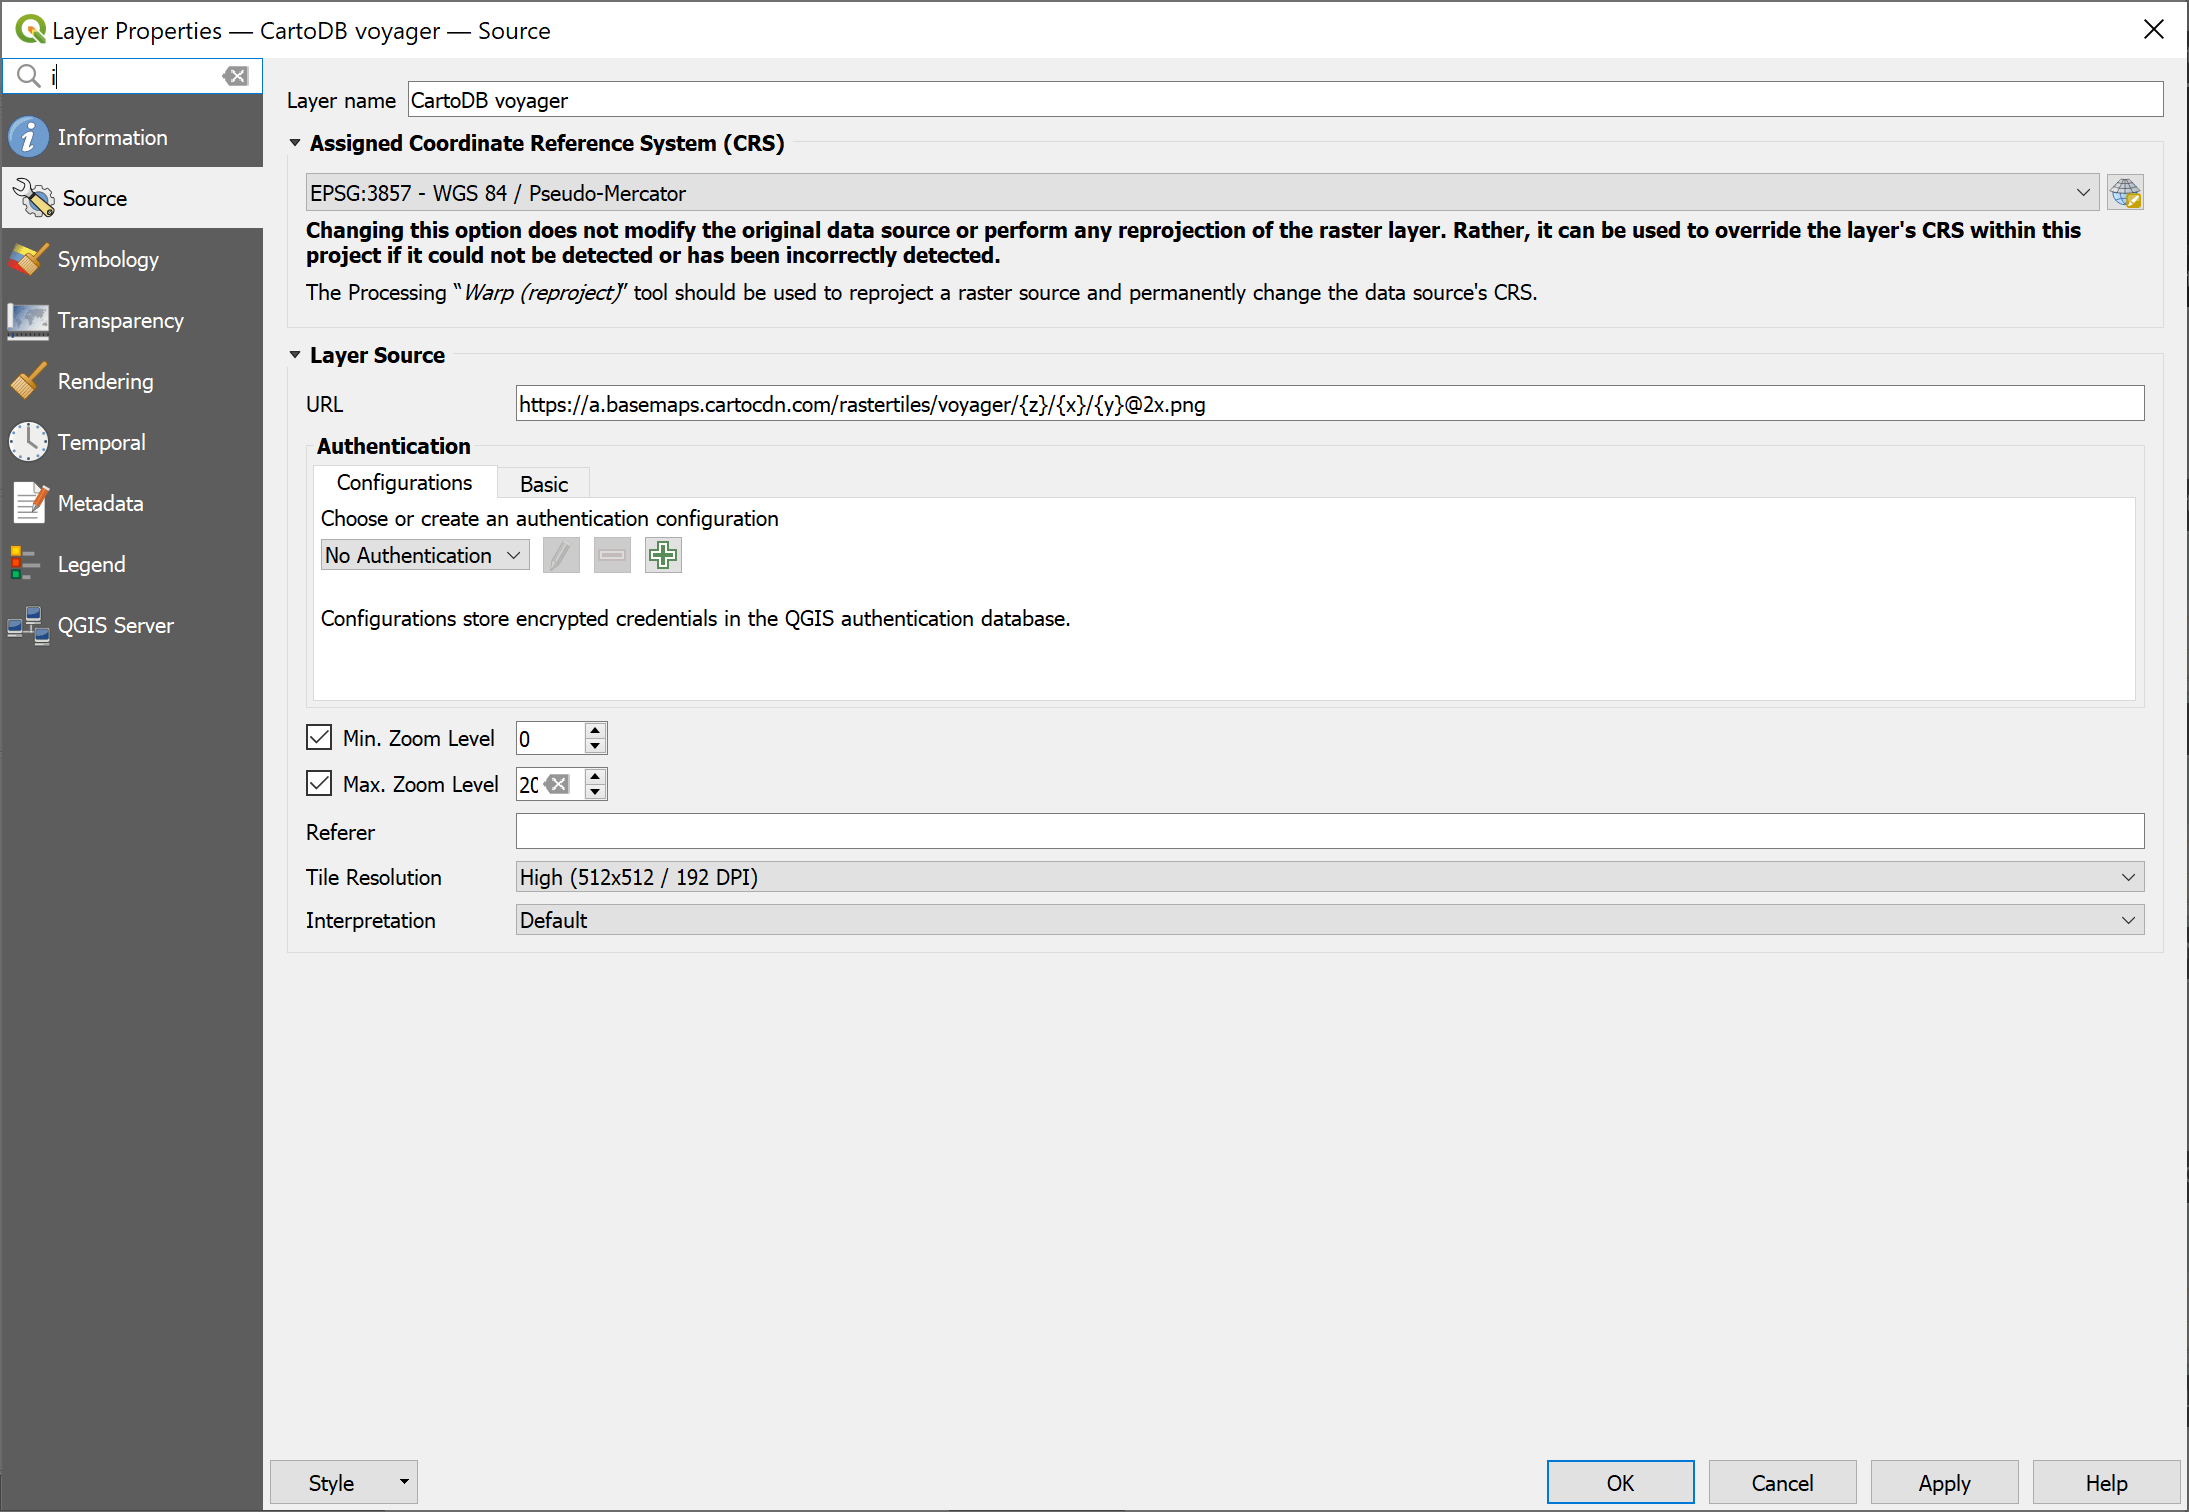 Layer Properties — CartoDB voyager — Source
i
Information
Source
Symbology
Transparency
Rendering
Temporal
Metadata
Legend
QGIS Server
Layer name CartoDB voyager
Assigned Coordinate Reference System (CRS)
EPSG:3857 - WGS 84 / Pseudo-Mercator
Changing this option does not modify the original data source or perform any reprojection of the raster layer. Rather, it can be used to override the layer's CRS within this
project if it could not be detected or has been incorrectly detected.
The Processing “Warp (reproject)” tool should be used to reproject a raster source and permanently change the data source's CRS.
Layer Source
URL https://a.basemaps.cartocdn.com/rastertiles/voyager/{z}/{x}/{y}@2x.png
Authentication
Configurations Basic
Choose or create an authentication configuration
No Authentication
Configurations store encrypted credentials in the QGIS authentication database.
Min. Zoom Level 0
Max. Zoom Level 20
Referer
Tile Resolution High (512x512 / 192 DPI)
Interpretation Default
Style OK Cancel Apply Help